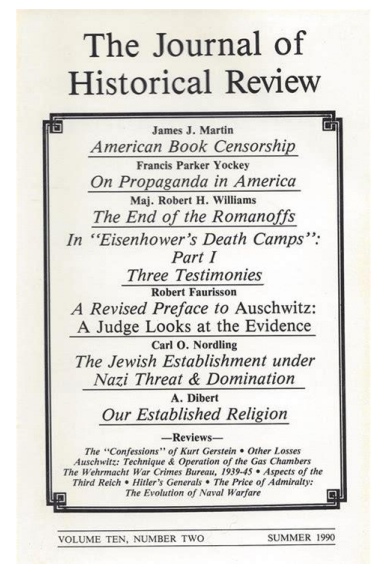 The Journal of
Historical Review
James J. Martin
American Book Censorship
Francis Parker Yockey
On Propaganda in America
Maj. Robert H. Williams
The End of the Romanoffs
In "Eisenhower's Death Camps":
Part I
Three Testimonies
Robert Faurisson
A Revised Preface to Auschwitz:
A Judge Looks at the Evidence
Carl O. Nordling
The Jewish Establishment under
Nazi Threat & Domination
A. Dibert
Our Established Religion
—Reviews—
The "Confessions" of Kurt Gerstein • Other Losses
Auschwitz: Technique & Operation of the Gas Chambers
The Wehrmacht War Crimes Bureau, 1939-45 • Aspects of the
Third Reich • Hitler's Generals • The Price of Admiralty:
The Evolution of Naval Warfare
VOLUME TEN, NUMBER TWO SUMMER 1990